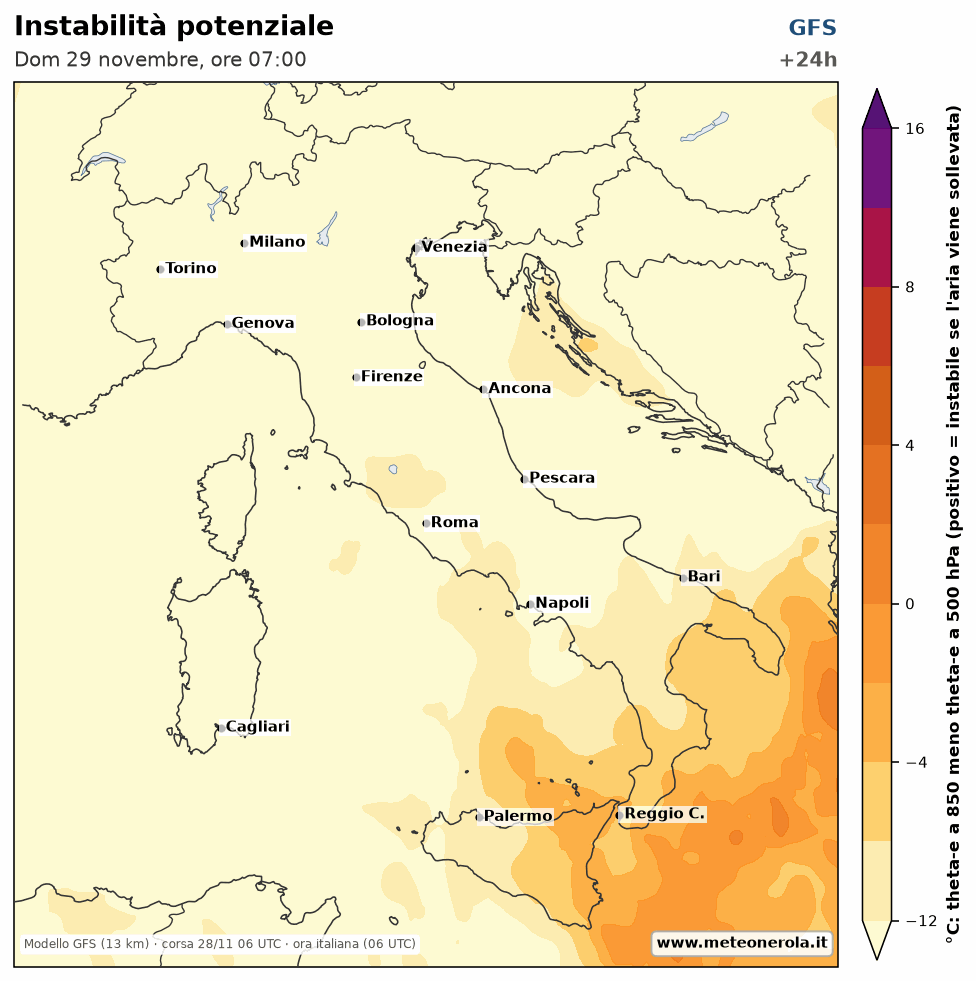 Instabilità potenziale
GFS
Dom 29 novembre, ore 07:00
+24h
Milano
Venezia
Torino
Genova
Bologna
Firenze
Ancona
Pescara
Roma
Bari
Napoli
Cagliari
Palermo
Reggio C.
Modello GFS (13 km) · corsa 28/11 06 UTC · ora italiana (06 UTC)
www.meteonerola.it
16
8
4
0
−4
−12
°C: theta-e a 850 meno theta-e a 500 hPa (positivo = instabile se l'aria viene sollevata)